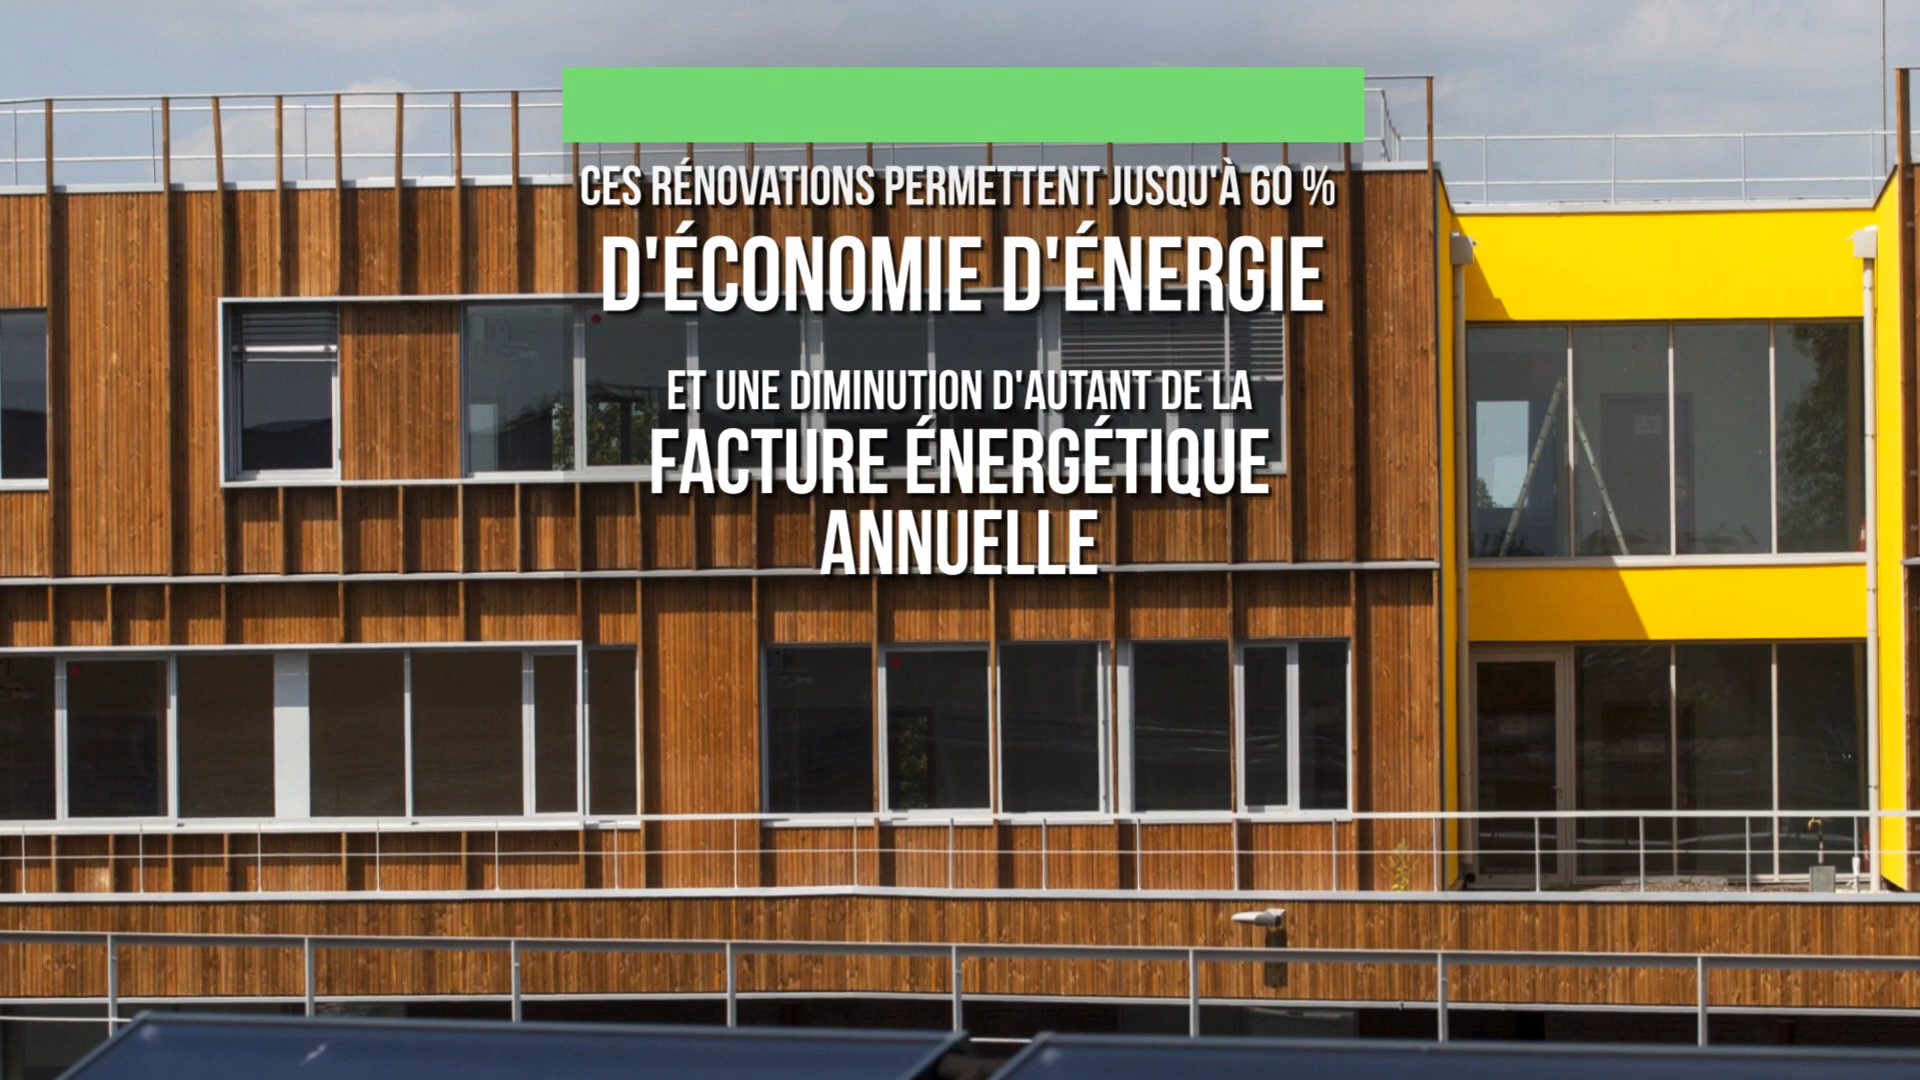 CES RÉNOVATIONS PERMETTENT JUSQU'À 60 %
D'ÉCONOMIE D'ÉNERGIE
ET UNE DIMINUTION D'AUTANT DE LA
FACTURE ÉNERGÉTIQUE
ANNUELLE